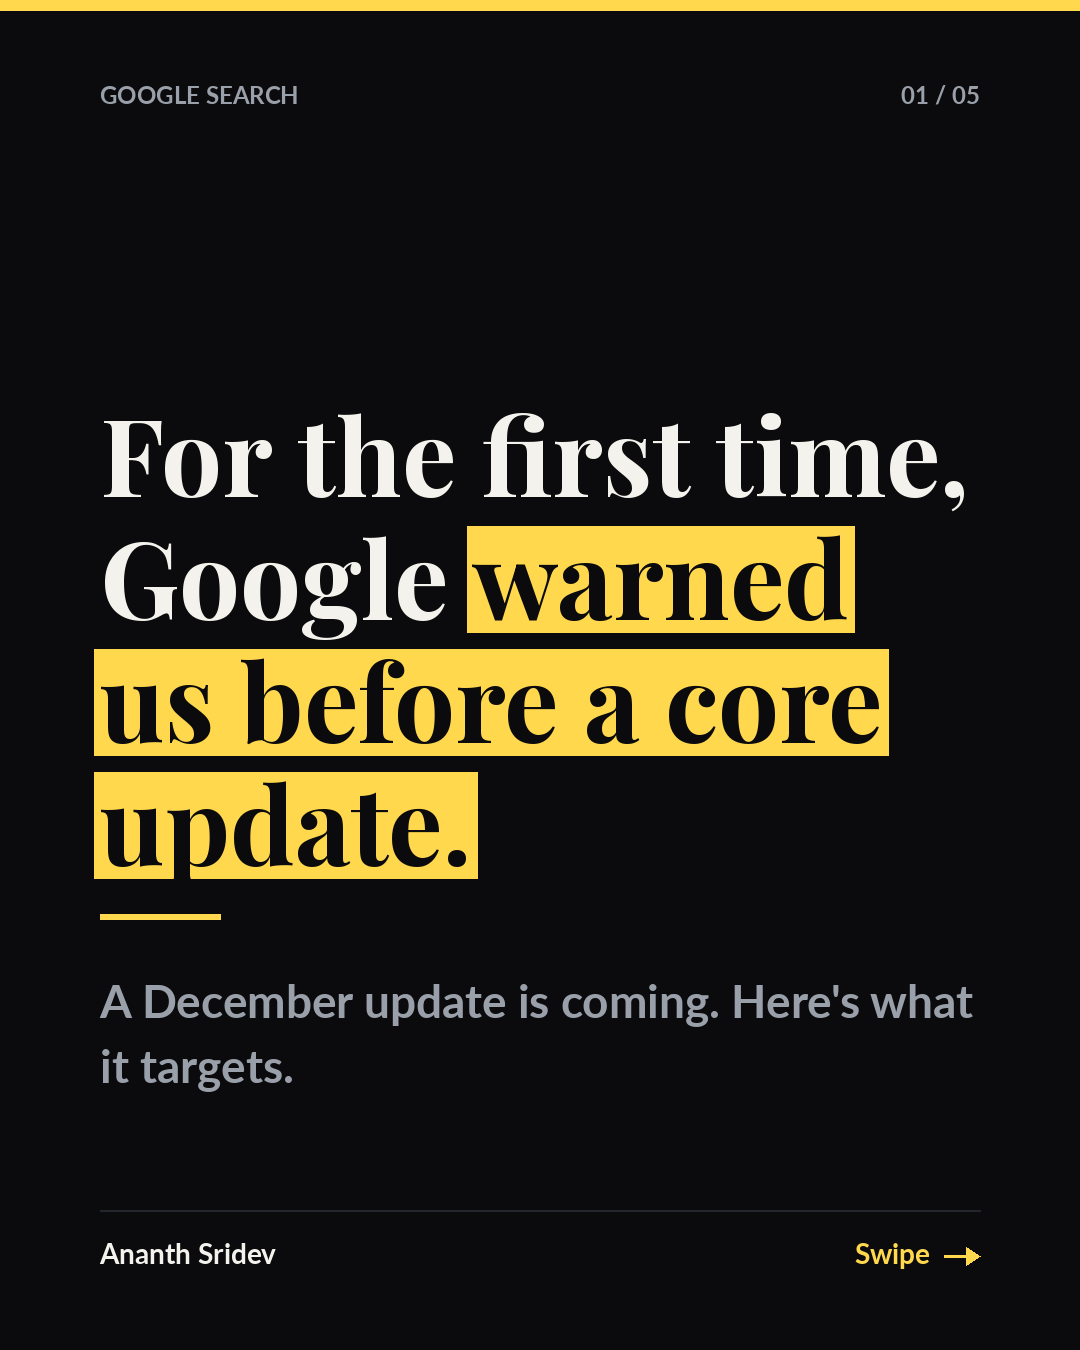 GOOGLE SEARCH
01 / 05
For the first time,
Google warned
us before a core
update.
A December update is coming. Here's what
it targets.
Ananth Sridev
Swipe